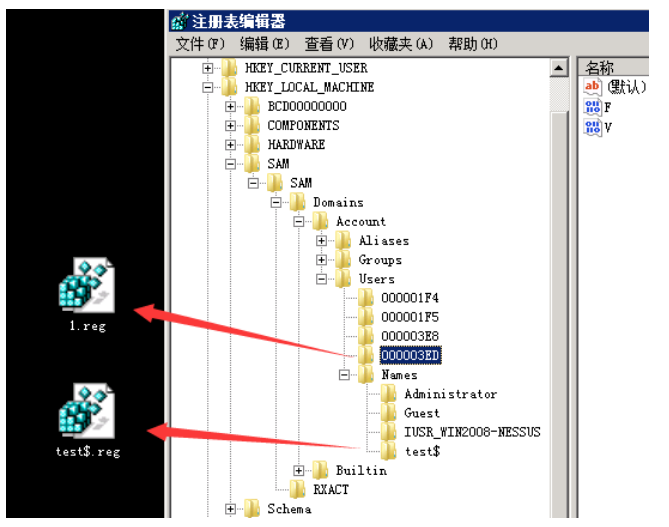 注册表编辑器
文件(F) 编辑(E) 查看(V) 收藏夹(A) 帮助(H)
HKEY_CURRENT_USER
HKEY_LOCAL_MACHINE
BCD00000000
COMPONENTS
HARDWARE
SAM
SAM
Domains
Account
Aliases
Groups
Users
000001F4
000001F5
000003E8
000003ED
Names
Administrator
Guest
IUSR_WIN2008-NESSUS
test$
Builtin
RXACT
Schema
名称
ab (默认)
F
V
1.reg
test$.reg